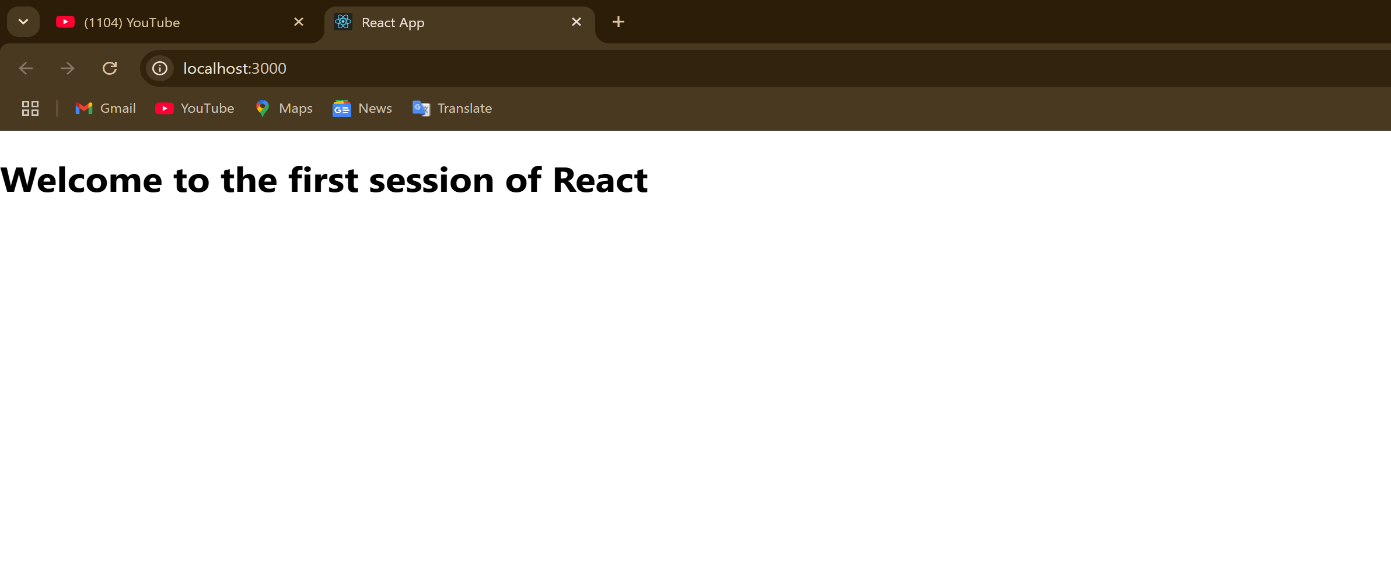 (1104) YouTube
React App
localhost:3000
Gmail YouTube Maps News Translate
Welcome to the first session of React